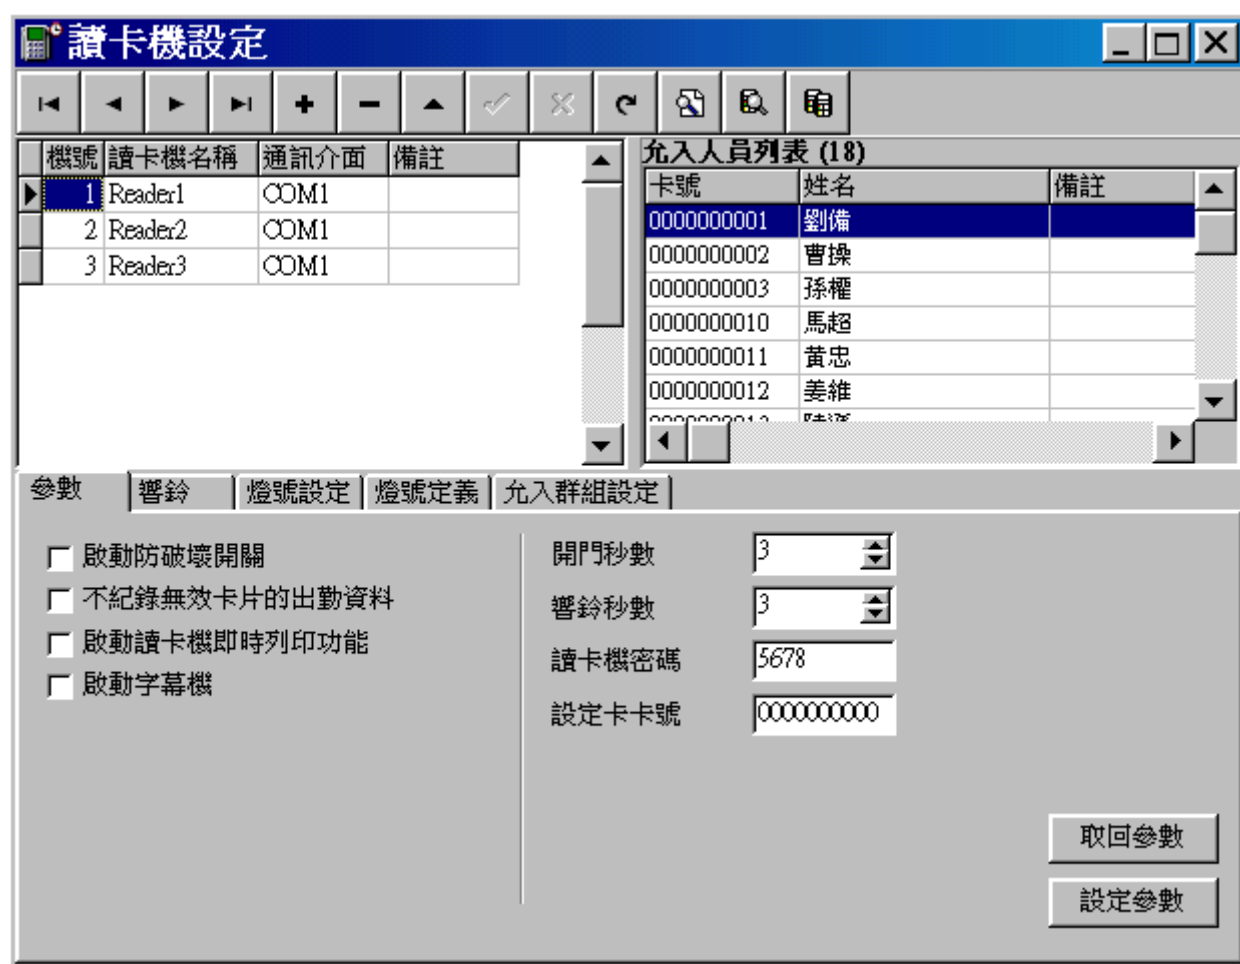 讀卡機設定
機號 讀卡機名稱 通訊介面 備註
1 Reader1 COM1
2 Reader2 COM1
3 Reader3 COM1
允入人員列表 (18)
卡號 姓名 備註
0000000001 劉備
0000000002 曹操
0000000003 孫權
0000000010 馬超
0000000011 黃忠
0000000012 姜維
參數 響鈴 燈號設定 燈號定義 允入群組設定
啟動防破壞開關
不紀錄無效卡片的出勤資料
啟動讀卡機即時列印功能
啟動字幕機
開門秒數 3
響鈴秒數 3
讀卡機密碼 5678
設定卡卡號 0000000000
取回參數
設定參數